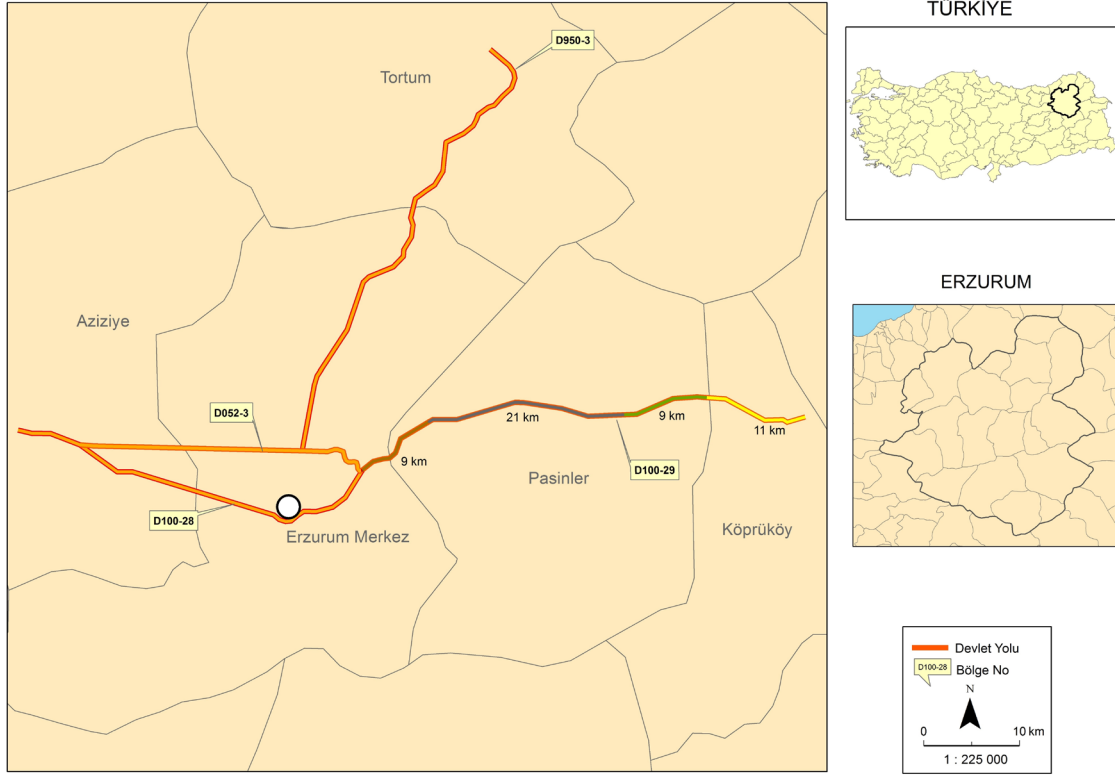 TÜRKİYE
D950-3
Tortum
ERZURUM
Aziziye
D052-3
21 km
9 km
11 km
9 km
D100-29
Pasinler
D100-28
Erzurum Merkez
Köprüköy
Devlet Yolu
D100-28
Bölge No
N
0
10 km
1 : 225 000